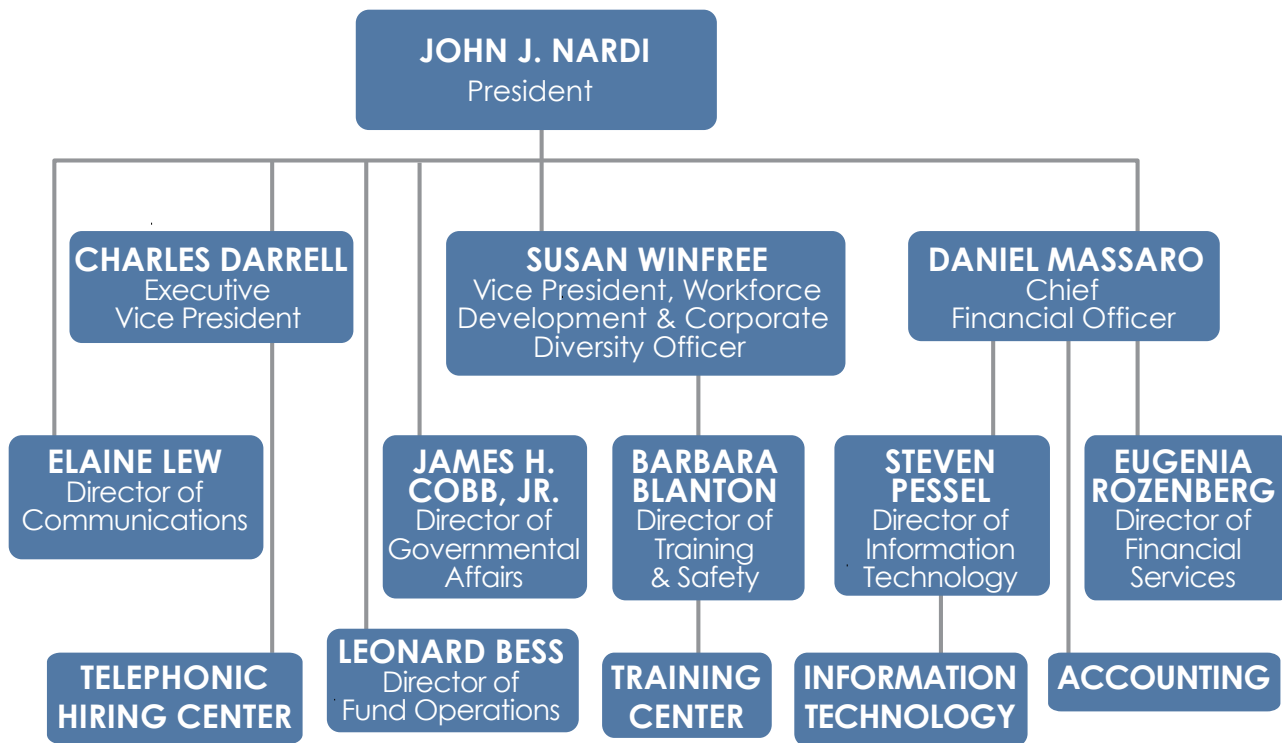 JOHN J. NARDI
President
CHARLES DARRELL
Executive
Vice President
SUSAN WINFREE
Vice President, Workforce
Development & Corporate
Diversity Officer
DANIEL MASSARO
Chief
Financial Officer
ELAINE LEW
Director of
Communications
JAMES H.
COBB, JR.
Director of
Governmental
Affairs
BARBARA
BLANTON
Director of
Training
& Safety
STEVEN
PESSEL
Director of
Information
Technology
EUGENIA
ROZENBERG
Director of
Financial
Services
TELEPHONIC
HIRING CENTER
LEONARD BESS
Director of
Fund Operations
TRAINING
CENTER
INFORMATION
TECHNOLOGY
ACCOUNTING